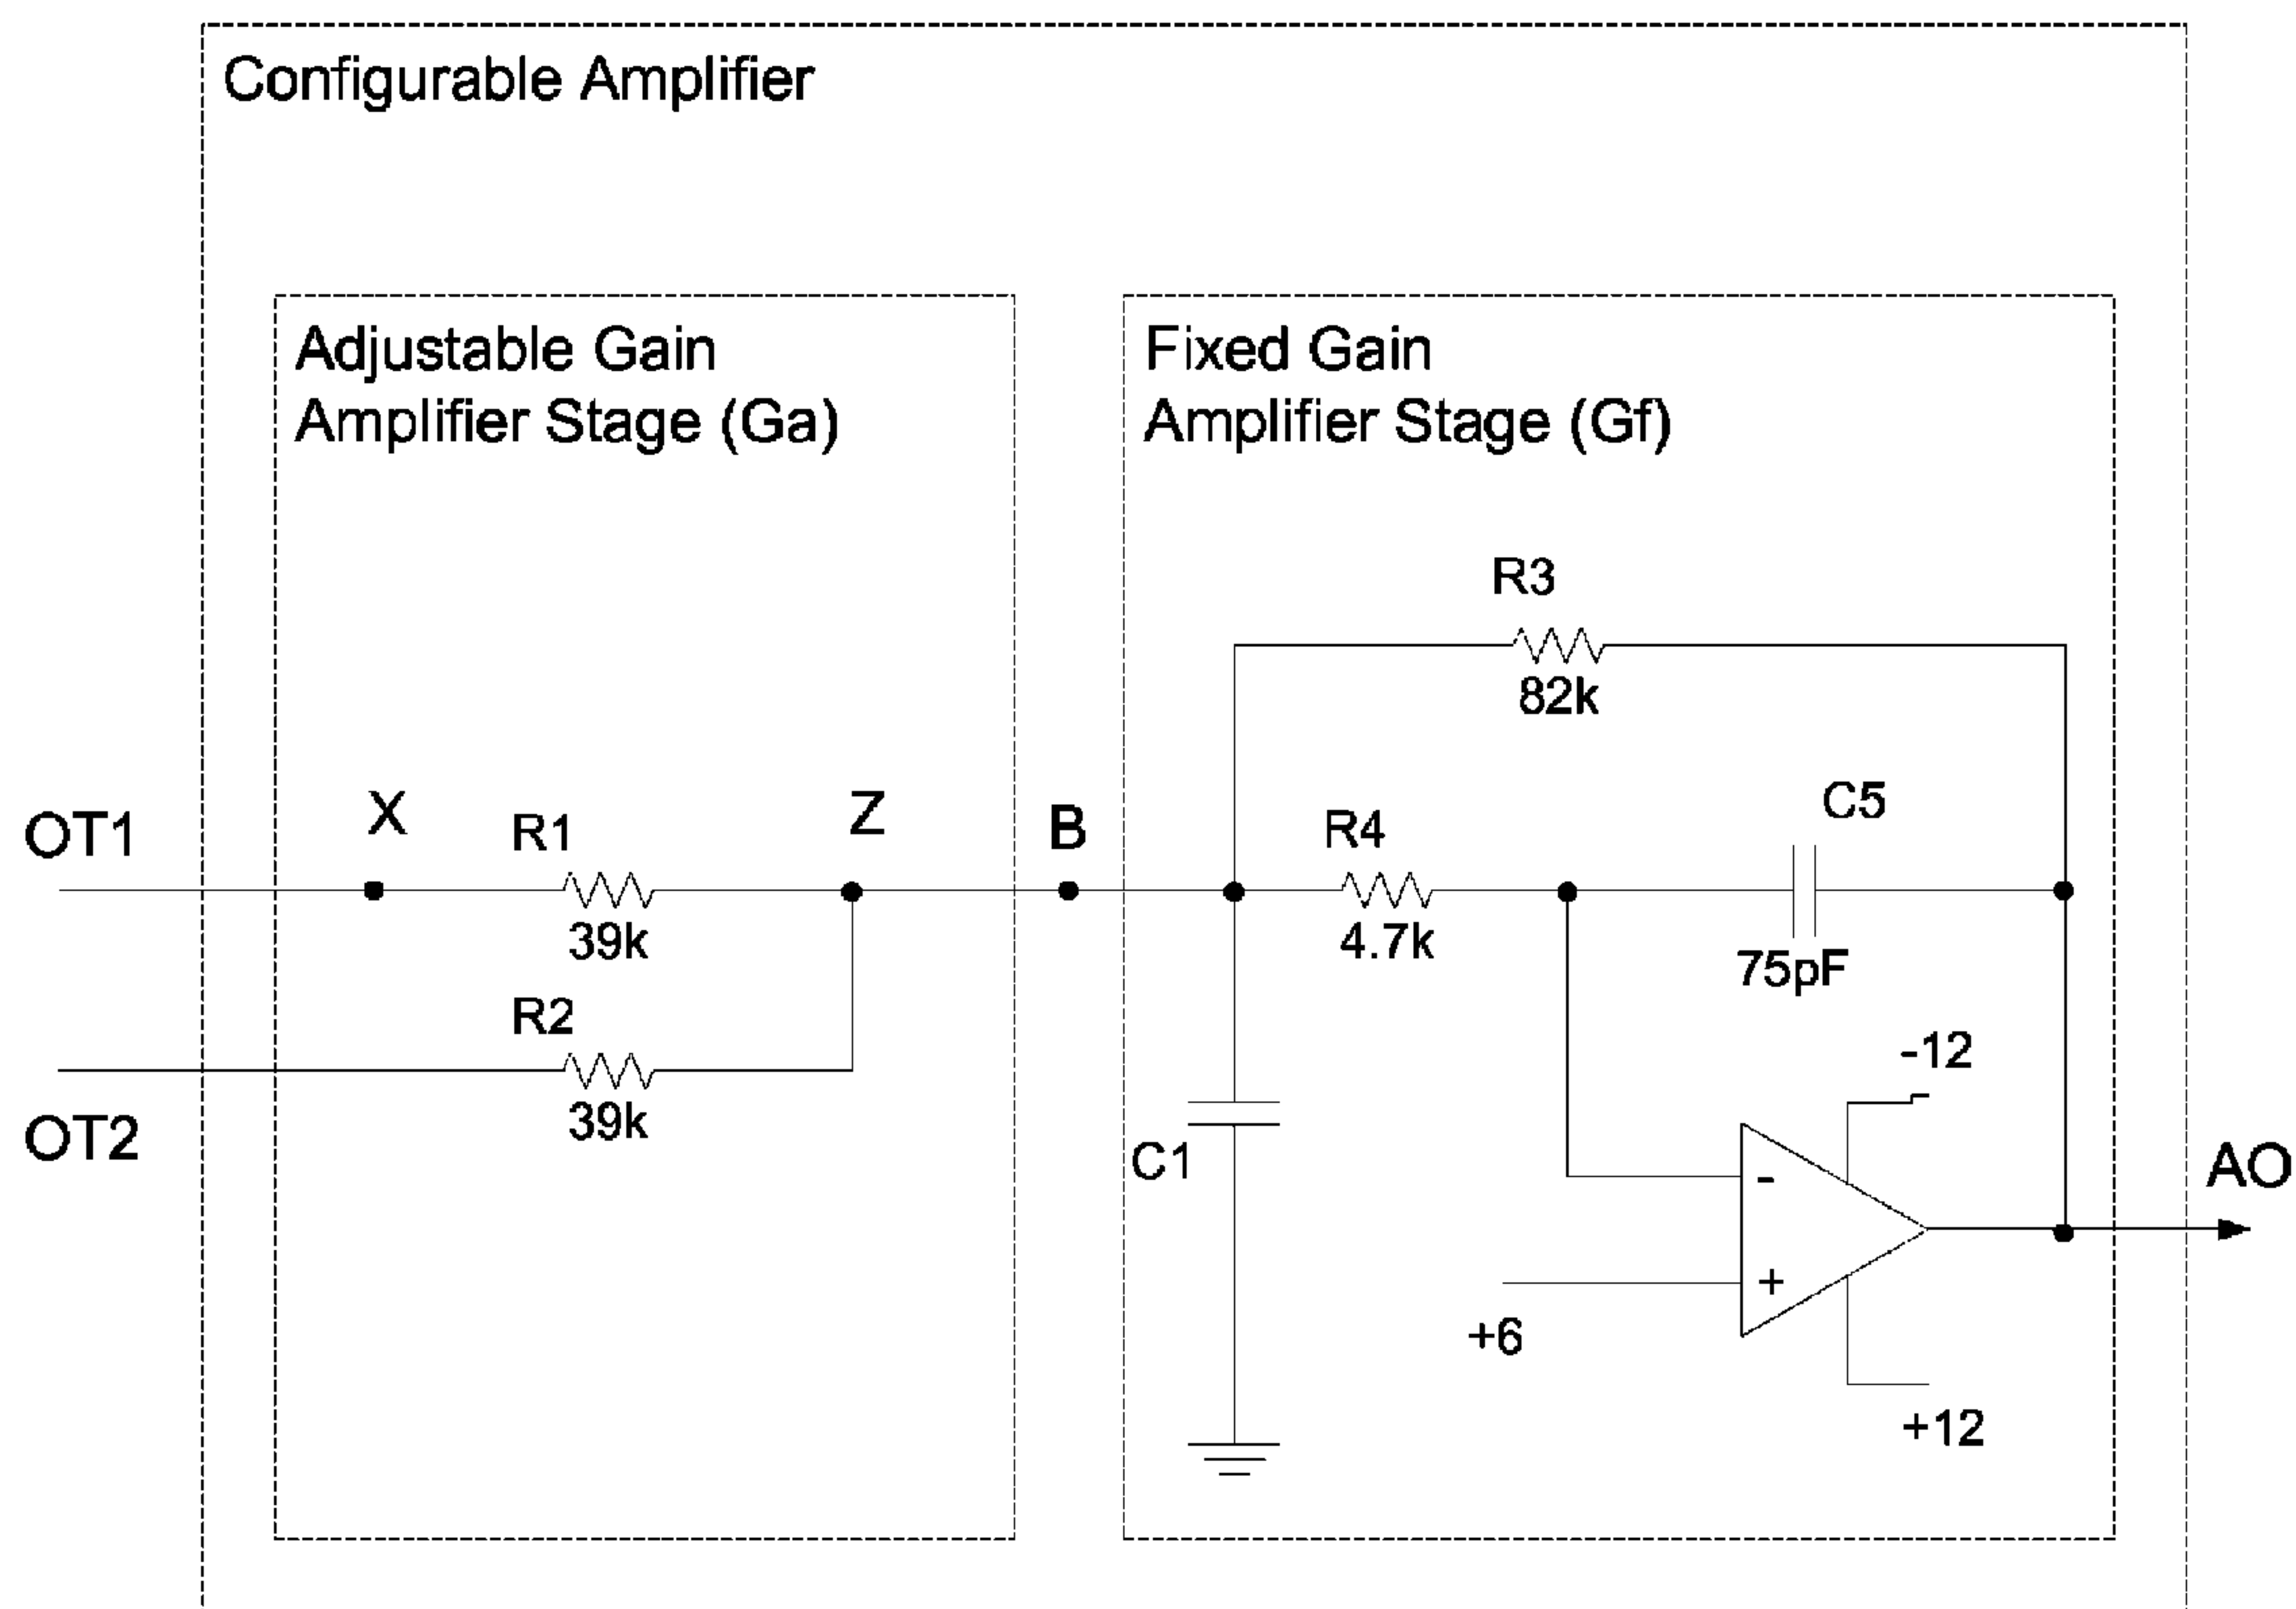 Configurable Amplifier
Adjustable Gain
Amplifier Stage (Ga)
Fixed Gain
Amplifier Stage (Gf)
R3
82k
OT1
X
R1
39k
Z
B
R4
4.7k
C5
75pF
R2
39k
OT2
C1
-12
-
+
+6
+12
AO